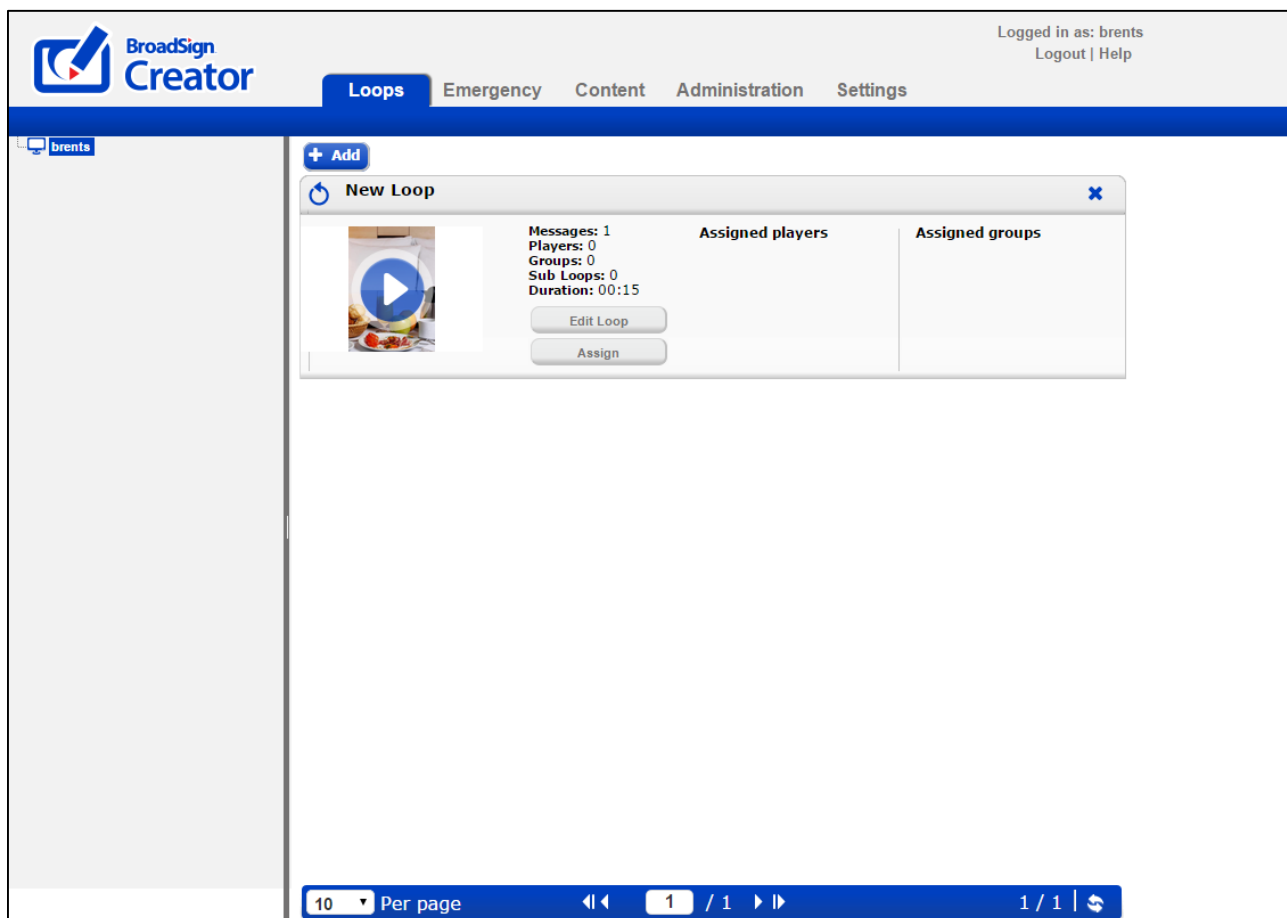 BroadSign
Creator
Logged in as: brents
Logout | Help
Loops Emergency Content Administration Settings
brents
+ Add
New Loop
Messages: 1
Players: 0
Groups: 0
Sub Loops: 0
Duration: 00:15
Edit Loop
Assign
Assigned players
Assigned groups
10 Per page 1 / 1 1 / 1